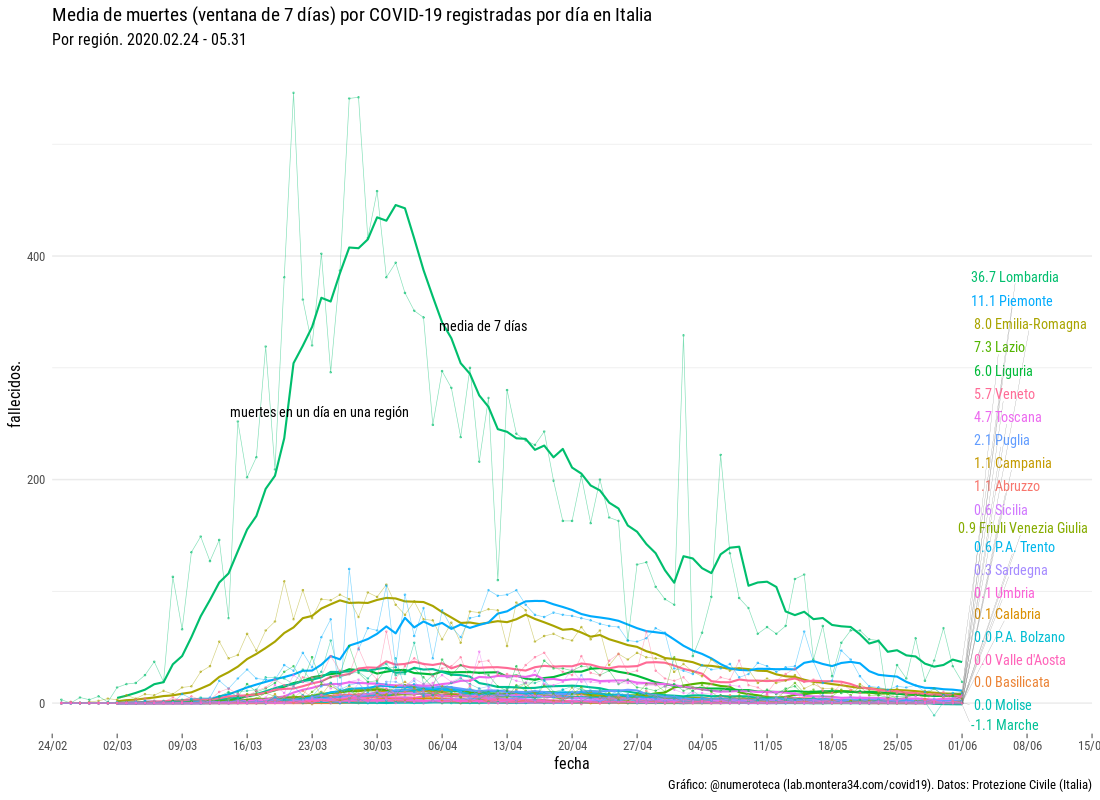 Media de muertes (ventana de 7 días) por COVID-19 registradas por día en Italia
Por región. 2020.02.24 - 05.31
fallecidos.
400
200
0
media de 7 días
muertes en un día en una región
36.7 Lombardia
11.1 Piemonte
8.0 Emilia-Romagna
7.3 Lazio
6.0 Liguria
5.7 Veneto
4.7 Toscana
2.1 Puglia
1.1 Campania
1.1 Abruzzo
0.6 Sicilia
0.9 Friuli Venezia Giulia
0.6 P.A. Trento
0.3 Sardegna
0.1 Umbria
0.1 Calabria
0.0 P.A. Bolzano
0.0 Valle d'Aosta
0.0 Basilicata
0.0 Molise
-1.1 Marche
24/02 02/03 09/03 16/03 23/03 30/03 06/04 13/04 20/04 27/04 04/05 11/05 18/05 25/05 01/06 08/06 15/0
fecha
Gráfico: @numeroteca (lab.montera34.com/covid19). Datos: Protezione Civile (Italia)